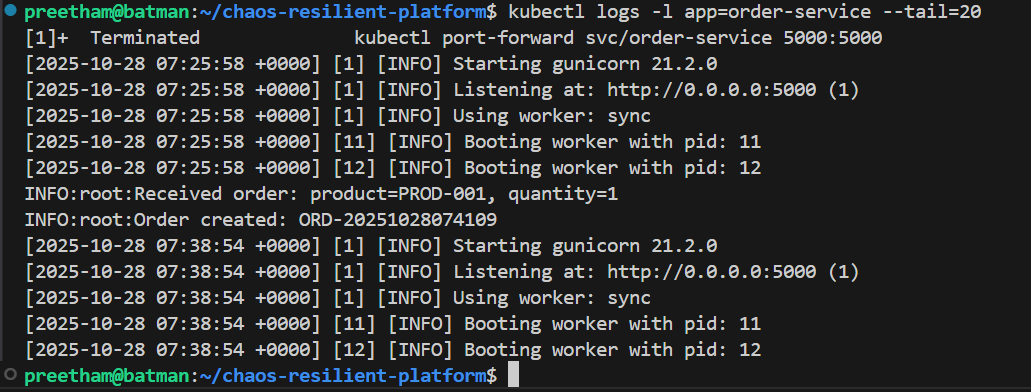 preetham@batman:~/chaos-resilient-platform$ kubectl logs -l app=order-service --tail=20
[1]+  Terminated              kubectl port-forward svc/order-service 5000:5000
[2025-10-28 07:25:58 +0000] [1] [INFO] Starting gunicorn 21.2.0
[2025-10-28 07:25:58 +0000] [1] [INFO] Listening at: http://0.0.0.0:5000 (1)
[2025-10-28 07:25:58 +0000] [1] [INFO] Using worker: sync
[2025-10-28 07:25:58 +0000] [11] [INFO] Booting worker with pid: 11
[2025-10-28 07:25:58 +0000] [12] [INFO] Booting worker with pid: 12
INFO:root:Received order: product=PROD-001, quantity=1
INFO:root:Order created: ORD-20251028074109
[2025-10-28 07:38:54 +0000] [1] [INFO] Starting gunicorn 21.2.0
[2025-10-28 07:38:54 +0000] [1] [INFO] Listening at: http://0.0.0.0:5000 (1)
[2025-10-28 07:38:54 +0000] [1] [INFO] Using worker: sync
[2025-10-28 07:38:54 +0000] [11] [INFO] Booting worker with pid: 11
[2025-10-28 07:38:54 +0000] [12] [INFO] Booting worker with pid: 12
preetham@batman:~/chaos-resilient-platform$